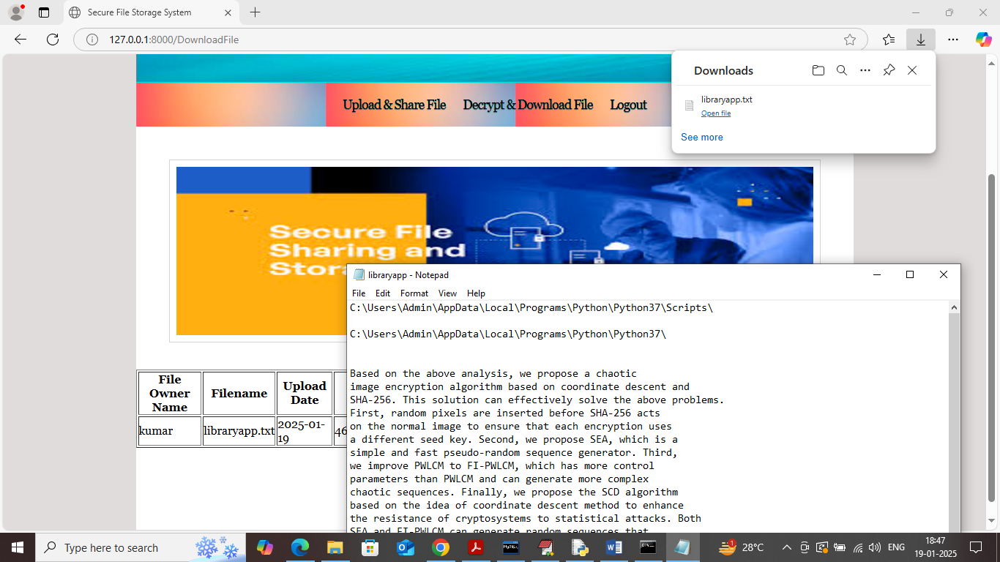 Secure File Storage System
127.0.0.1:8000/DownloadFile
Downloads
libraryapp.txt
Open file
See more
Upload & Share File Decrypt & Download File Logout
Secure File
Sharing and
libraryapp - Notepad
File Edit Format View Help
C:\Users\Admin\AppData\Local\Programs\Python\Python37\Scripts\
C:\Users\Admin\AppData\Local\Programs\Python\Python37\
Based on the above analysis, we propose a chaotic
image encryption algorithm based on coordinate descent and
SHA-256. This solution can effectively solve the above problems.
First, random pixels are inserted before SHA-256 acts
on the normal image to ensure that each encryption uses
a different seed key. Second, we propose SEA, which is a
simple and fast pseudo-random sequence generator. Third,
we improve PWLCM to FI-PWLCM, which has more control
parameters than PWLCM and can generate more complex
chaotic sequences. Finally, we propose the SCD algorithm
based on the idea of coordinate descent method to enhance
the resistance of cryptosystems to statistical attacks. Both
SEA and FI-PWLCM can generate random sequences that
File Owner Name Filename Upload Date
kumar libraryapp.txt 2025-01-19 46
Type here to search
28°C
ENG
18:47
19-01-2025